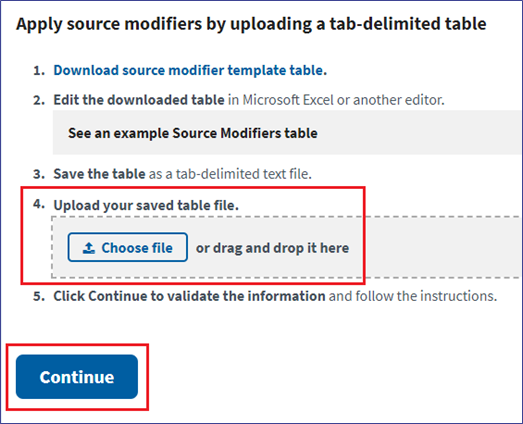 Apply source modifiers by uploading a tab-delimited table
1. Download source modifier template table.
2. Edit the downloaded table in Microsoft Excel or another editor.
See an example Source Modifiers table
3. Save the table as a tab-delimited text file.
4. Upload your saved table file.
Choose file or drag and drop it here
5. Click Continue to validate the information and follow the instructions.
Continue